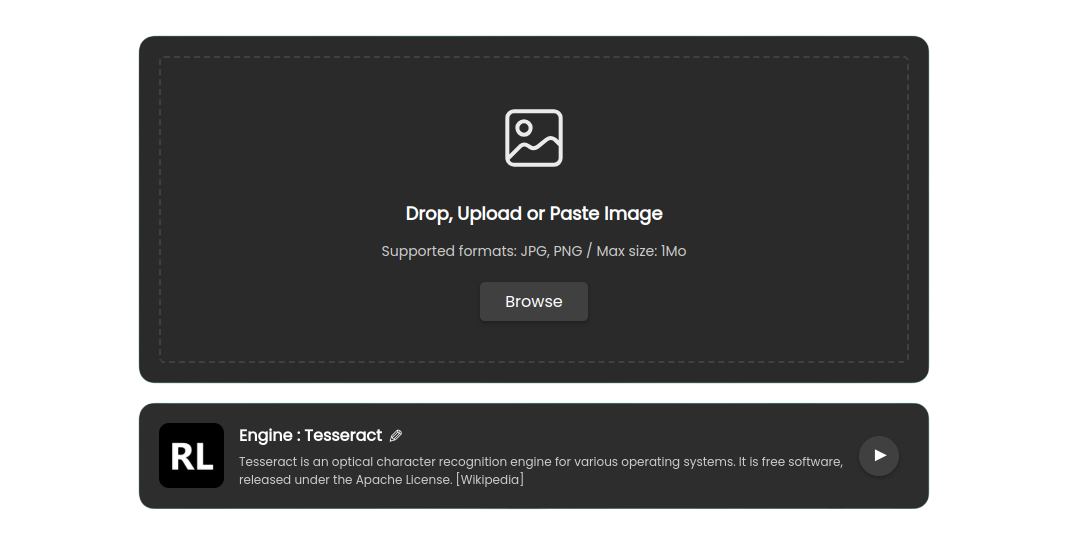 Drop, Upload or Paste Image
Supported formats: JPG, PNG / Max size: 1Mo
Browse
RL
Engine : Tesseract
Tesseract is an optical character recognition engine for various operating systems. It is free software,
released under the Apache License. [Wikipedia]